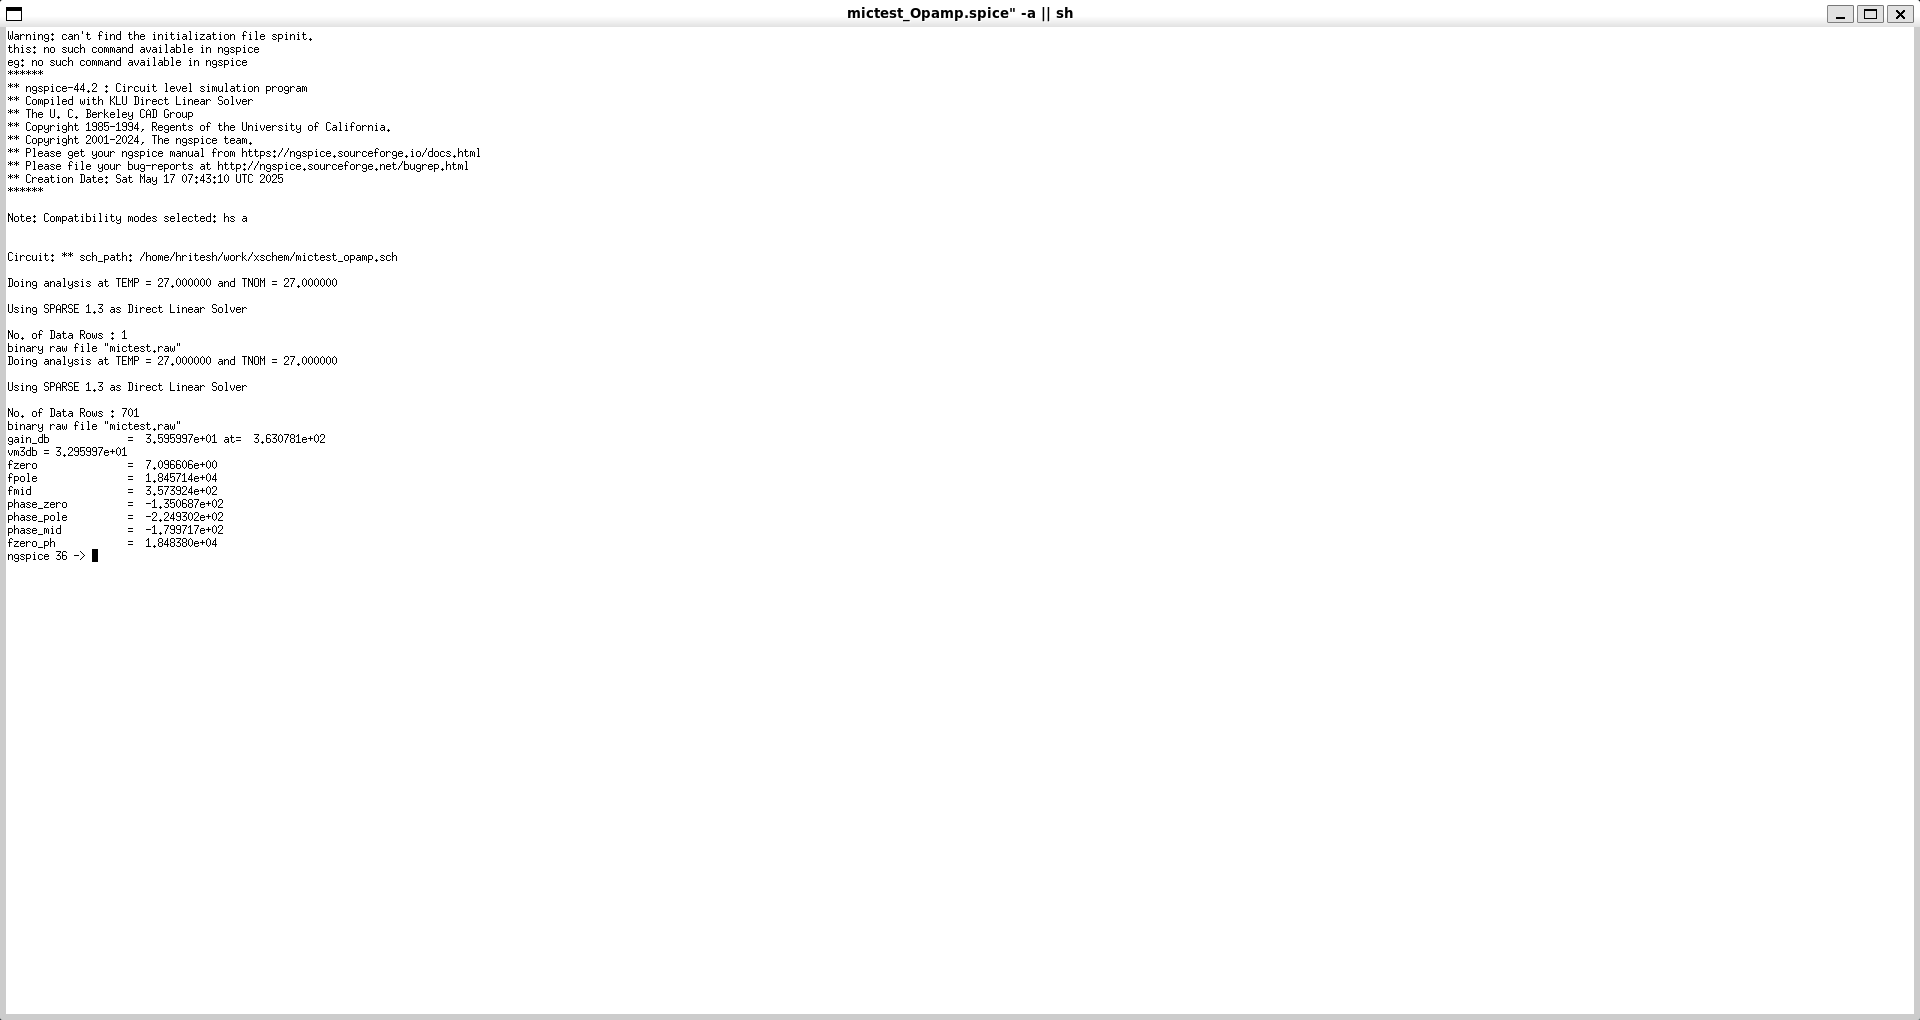 mictest_Opamp.spice" -a || sh
Warning: can't find the initialization file spinit.
this: no such command available in ngspice
eg: no such command available in ngspice
******
** ngspice-44.2 : Circuit level simulation program
** Compiled with KLU Direct Linear Solver
** The U. C. Berkeley CAD Group
** Copyright 1985-1994, Regents of the University of California.
** Copyright 2001-2024, The ngspice team.
** Please get your ngspice manual from https://ngspice.sourceforge.io/docs.html
** Please file your bug-reports at http://ngspice.sourceforge.net/bugrep.html
** Creation Date: Sat May 17 07:43:10 UTC 2025
******
Note: Compatibility modes selected: hs a
Circuit: ** sch_path: /home/hritesh/work/xschem/mictest_opamp.sch
Doing analysis at TEMP = 27.000000 and TNOM = 27.000000
Using SPARSE 1.3 as Direct Linear Solver
No. of Data Rows : 1
binary raw file "mictest.raw"
Doing analysis at TEMP = 27.000000 and TNOM = 27.000000
Using SPARSE 1.3 as Direct Linear Solver
No. of Data Rows : 701
binary raw file "mictest.raw"
gain_db             =  3.595997e+01 at=  3.630781e+02
vm3db = 3.295997e+01
fzero               =  7.096606e+00
fpole               =  1.845714e+04
fmid                =  3.573924e+02
phase_zero          =  -1.350687e+02
phase_pole          =  -2.249302e+02
phase_mid           =  -1.799717e+02
fzero_ph            =  1.848380e+04
ngspice 36 ->